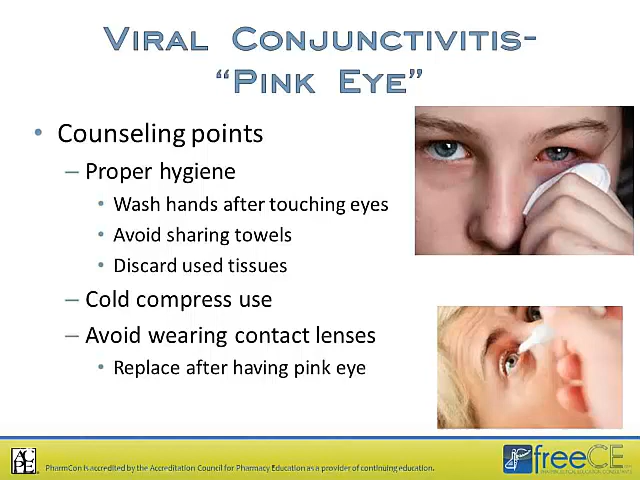 Viral Conjunctivitis-
“Pink Eye”
• Counseling points
– Proper hygiene
• Wash hands after touching eyes
• Avoid sharing towels
• Discard used tissues
– Cold compress use
– Avoid wearing contact lenses
• Replace after having pink eye
ACPE
PharmCon is accredited by the Accreditation Council for Pharmacy Education as a provider of continuing education.
freeCE